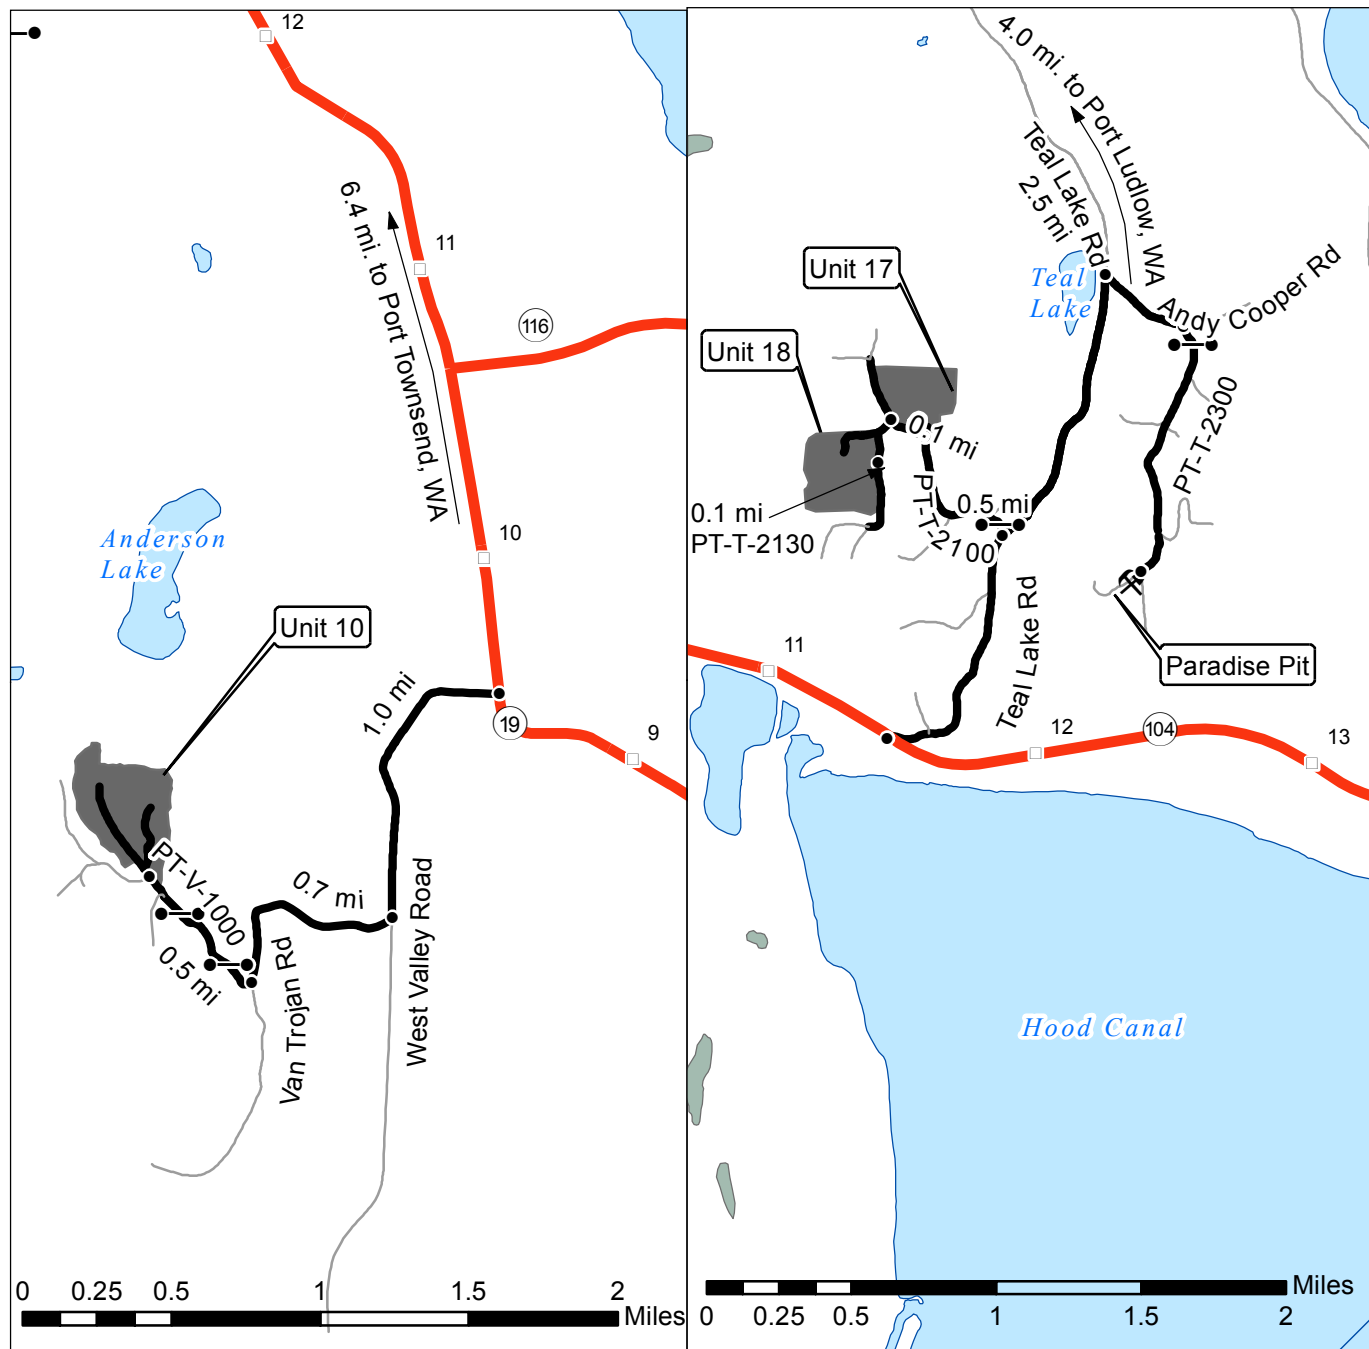 12
11
6.4 mi. to Port Townsend, WA
116
10
Anderson
Lake
Unit 10
1.0 mi
19
9
PT-V-1000
0.7 mi
0.5 mi
Van Trojan Rd
West Valley Road
0 0.25 0.5 1 1.5 2
Miles
4.0 mi. to Port Ludlow, WA
Teal Lake Rd
2.5 mi
Unit 17
Teal
Lake
Andy Cooper Rd
Unit 18
PT-T-2300
0.1 mi
0.1 mi
PT-T-2130
PT-T-2100
0.5 mi
Teal Lake Rd
Paradise Pit
11
12
104
13
Hood Canal
Miles
0 0.25 0.5 1 1.5 2